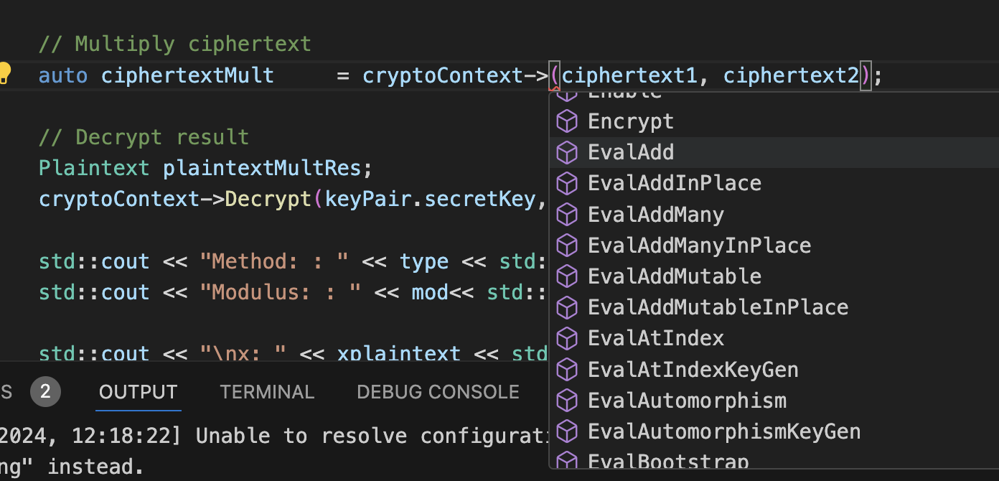 // Multiply ciphertext
auto ciphertextMult     = cryptoContext->(ciphertext1, ciphertext2);
Enable
Encrypt
// Decrypt result
EvalAdd
Plaintext plaintextMultRes;
EvalAddInPlace
cryptoContext->Decrypt(keyPair.secretKey,
EvalAddMany
EvalAddManyInPlace
std::cout << "Method: : " << type << std:
EvalAddMutable
std::cout << "Modulus: : " << mod<< std::
EvalAddMutableInPlace
EvalAtIndex
std::cout << "\nx: " << xplaintext << std
EvalAtIndexKeyGen
S 2 OUTPUT TERMINAL DEBUG CONSOLE
EvalAutomorphism
2024, 12:18:22] Unable to resolve configurati
EvalAutomorphismKeyGen
ng" instead.
EvalBootstrap